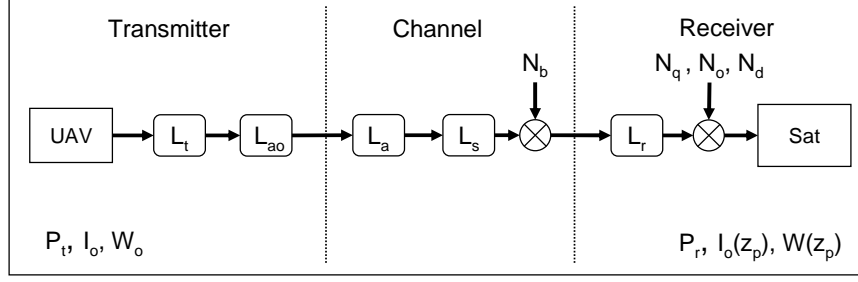 Transmitter Channel Receiver
N_b N_q , N_o, N_d
UAV L_t L_ao L_a L_s L_r Sat
P_t, I_o, W_o P_r, I_o(z_p), W(z_p)